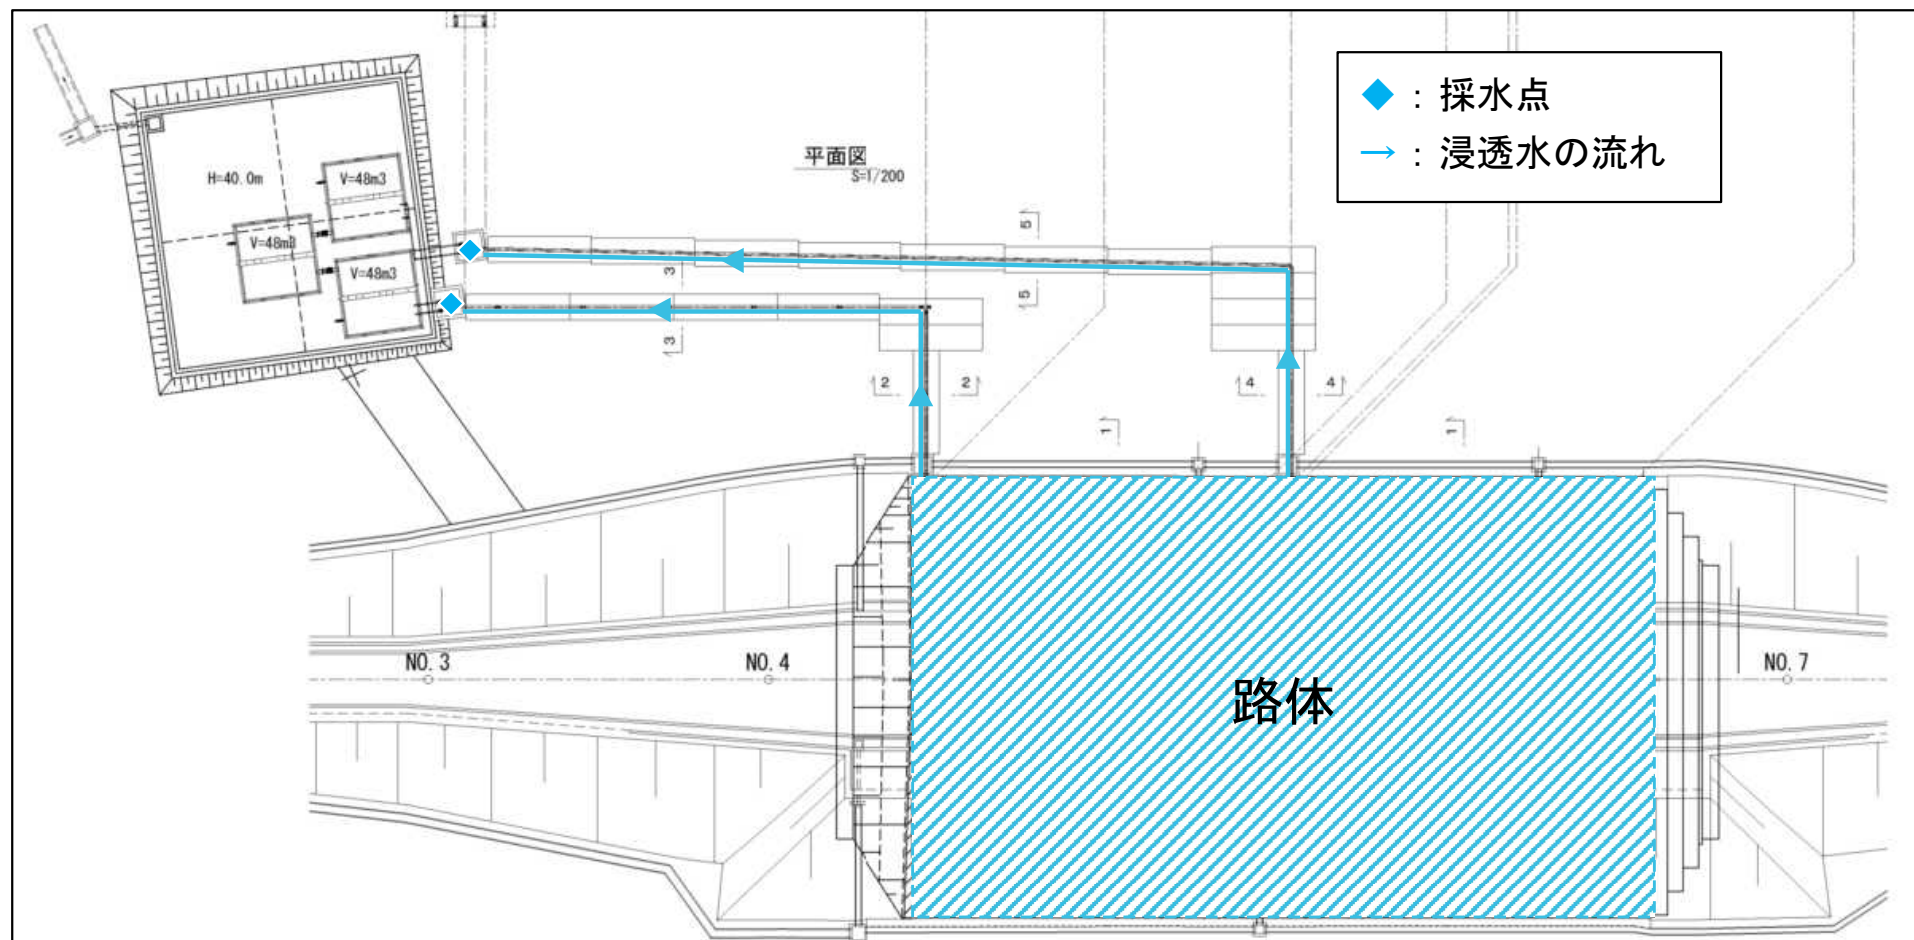 ◆ : 採水点
→ : 浸透水の流れ
平面図
S=1/200
H=40.0m
V=48m3
V=48m3
V=48m3
5
3
5
3
2 2
4 4
1
1
NO. 3
NO. 4
NO. 7
路体